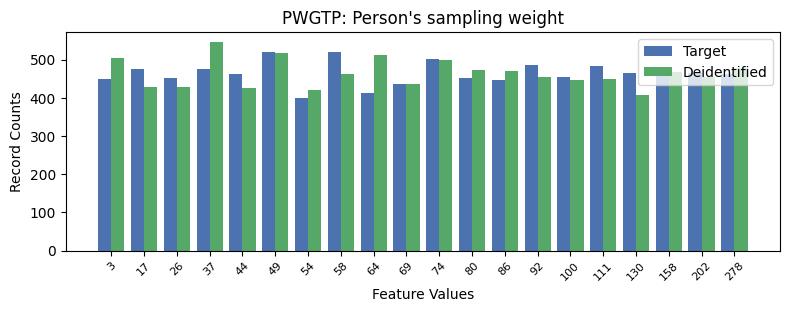 PWGTP: Person's sampling weight
Target
Deidentified
Record Counts
500
400
300
200
100
0
3 17 26 37 44 49 54 58 64 69 74 80 86 92 100 111 130 158 202 278
Feature Values